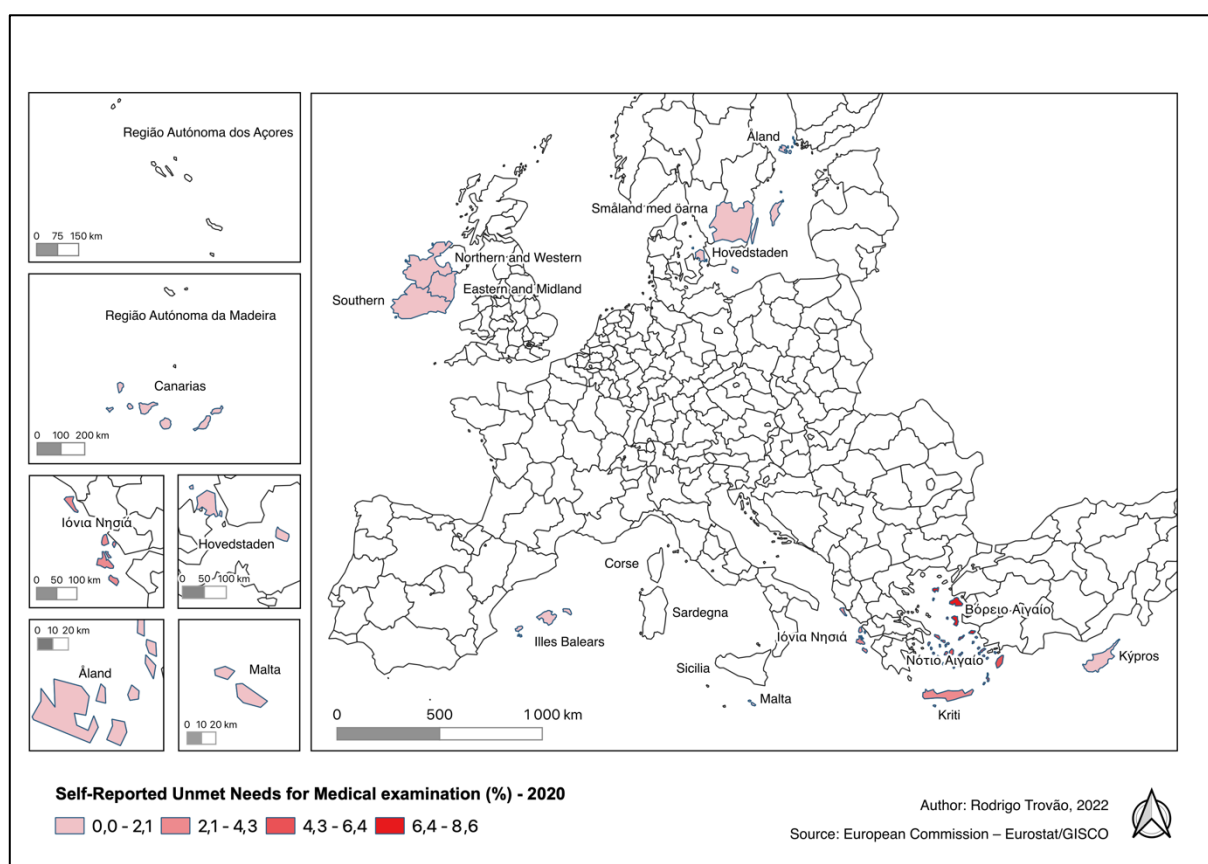 Região Autónoma dos Açores
0 75 150 km
Região Autónoma da Madeira
Canarias
0 100 200 km
Ιόνια Νησιά
0 50 100 km
Hovedstaden
0 50 100 km
0 10 20 km
Åland
Malta
0 10 20 km
Åland
Småland med öarna
Hovedstaden
Northern and Western
Eastern and Midland
Southern
Corse
Sardegna
Illes Balears
Sicilia
Malta
Ιόνια Νησιά
Βόρειο Αιγαίο
Νότιο Αιγαίο
Kýpros
Kriti
0 500 1 000 km
Self-Reported Unmet Needs for Medical examination (%) - 2020
0,0 - 2,1 2,1 - 4,3 4,3 - 6,4 6,4 - 8,6
Author: Rodrigo Trovão, 2022
Source: European Commission – Eurostat/GISCO